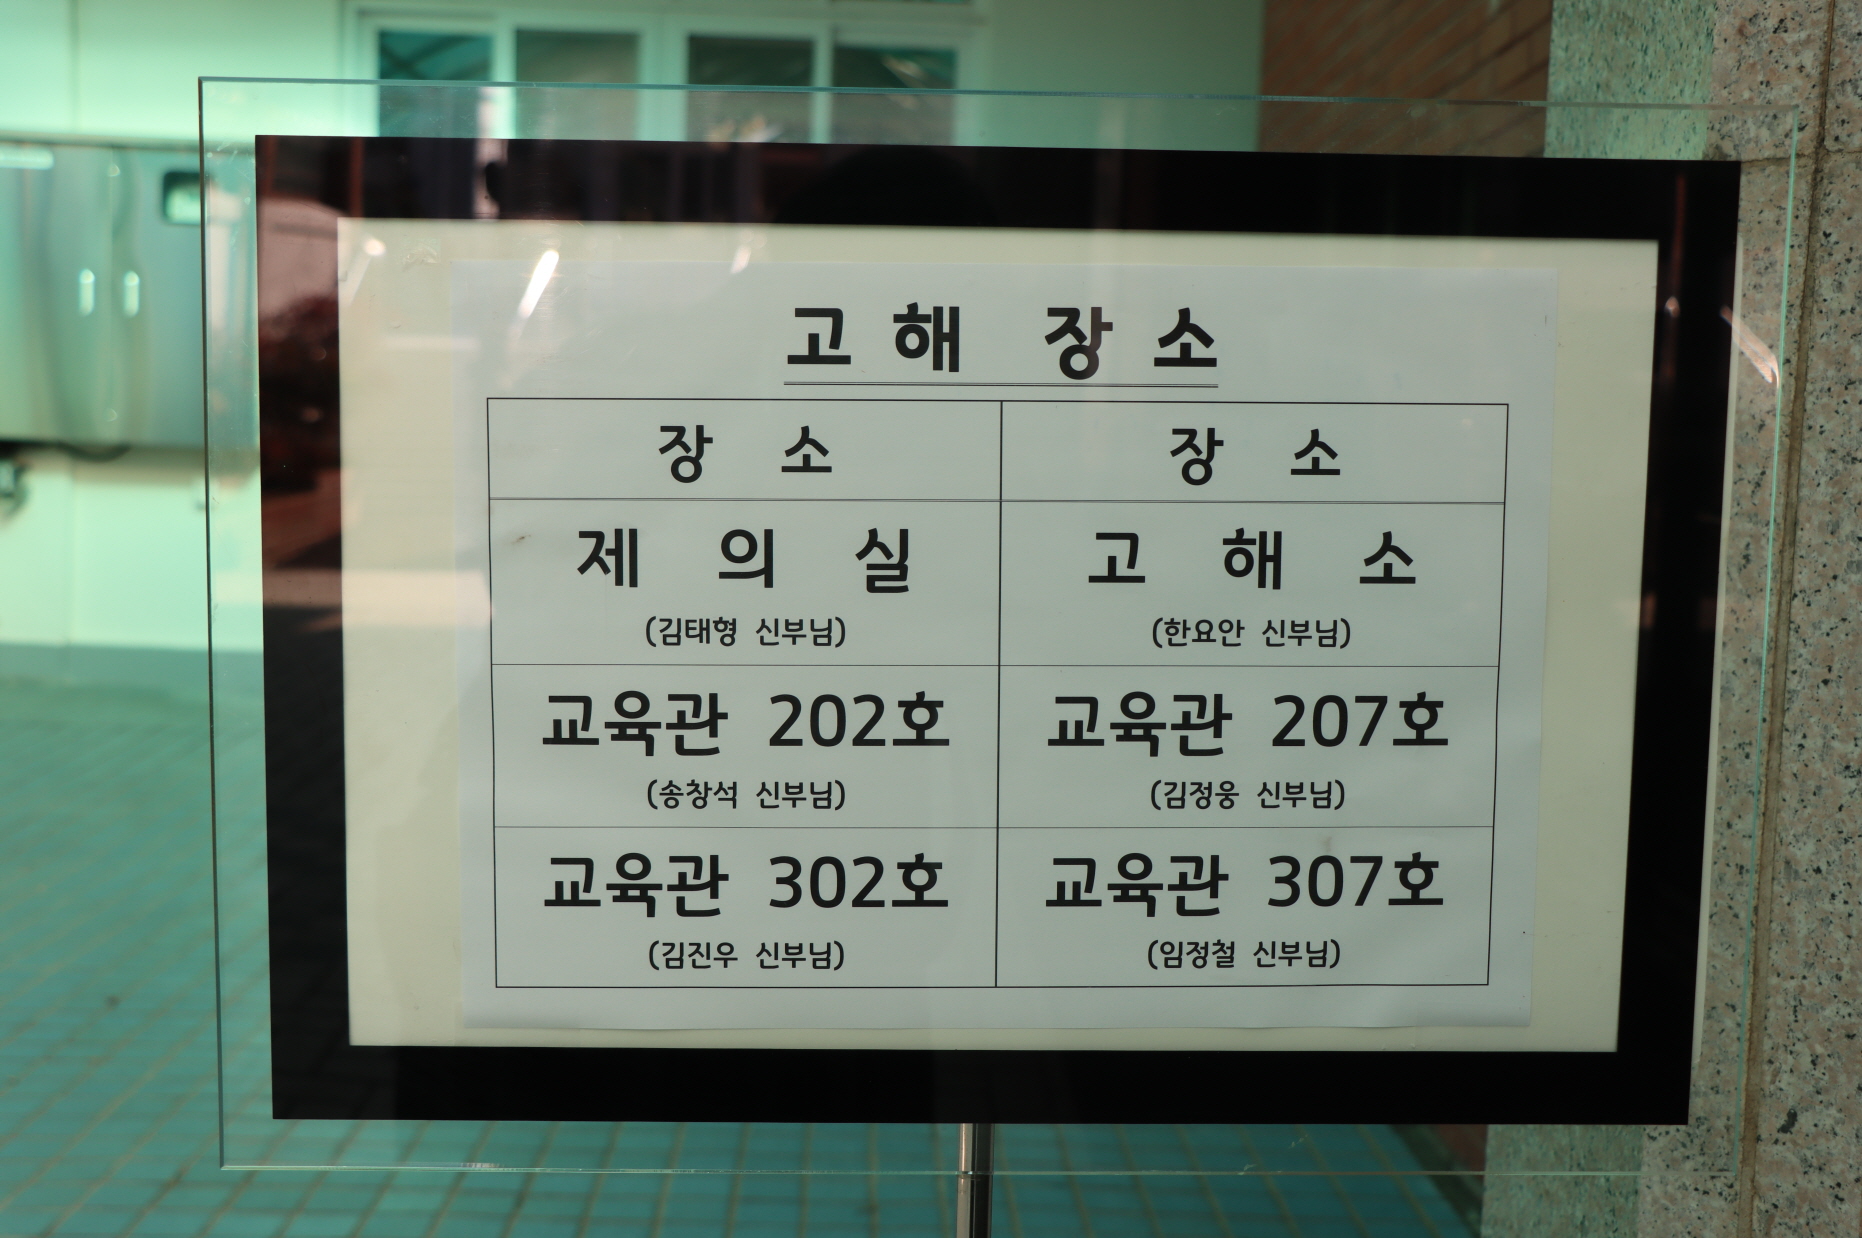 고해 장소
장 소 장 소
제 의 실 고 해 소
(김태형 신부님) (한요안 신부님)
교육관 202호 교육관 207호
(송창석 신부님) (김정웅 신부님)
교육관 302호 교육관 307호
(김진우 신부님) (임정철 신부님)